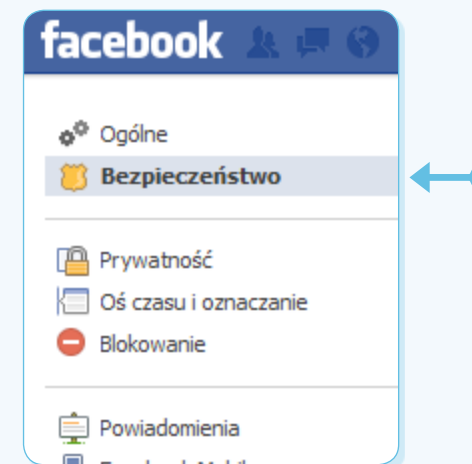 facebook
Ogólne
Bezpieczeństwo
Prywatność
Oś czasu i oznaczanie
Blokowanie
Powiadomienia